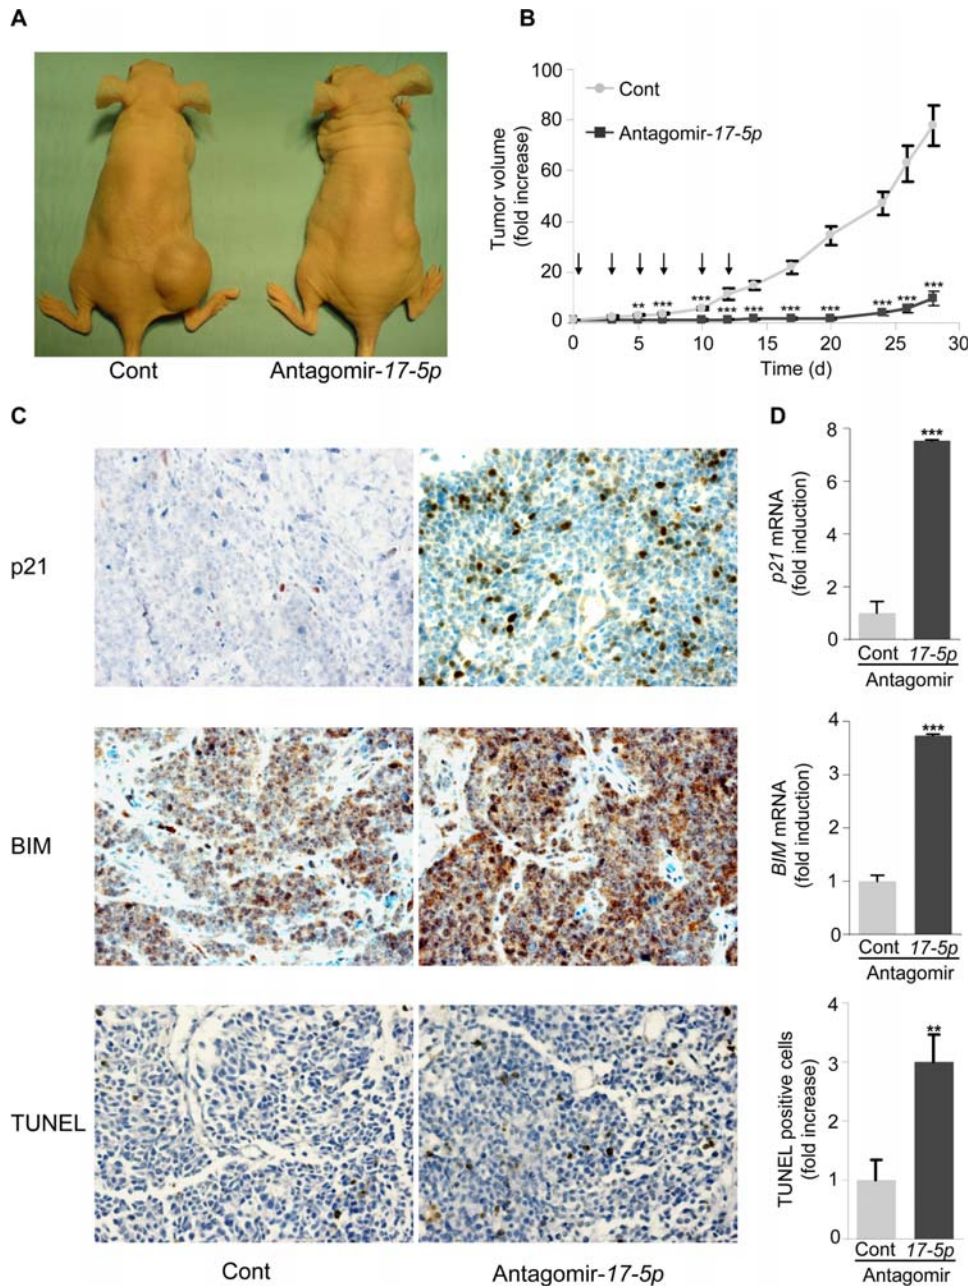 A
Cont
Antagomir-17-5p
B
Tumor volume
(fold increase)
100
80
60
40
20
0
Cont
Antagomir-17-5p
** *** ***
*** *** *** *** *** *** ***
0 5 10 15 20 25 30
Time (d)
C
p21
BIM
TUNEL
Cont
Antagomir-17-5p
D
p21 mRNA
(fold induction)
8
6
4
2
0
***
Cont 17-5p
Antagomir
BIM mRNA
(fold induction)
4
3
2
1
0
***
Cont 17-5p
Antagomir
TUNEL positive cells
(fold increase)
4
3
2
1
0
**
Cont 17-5p
Antagomir